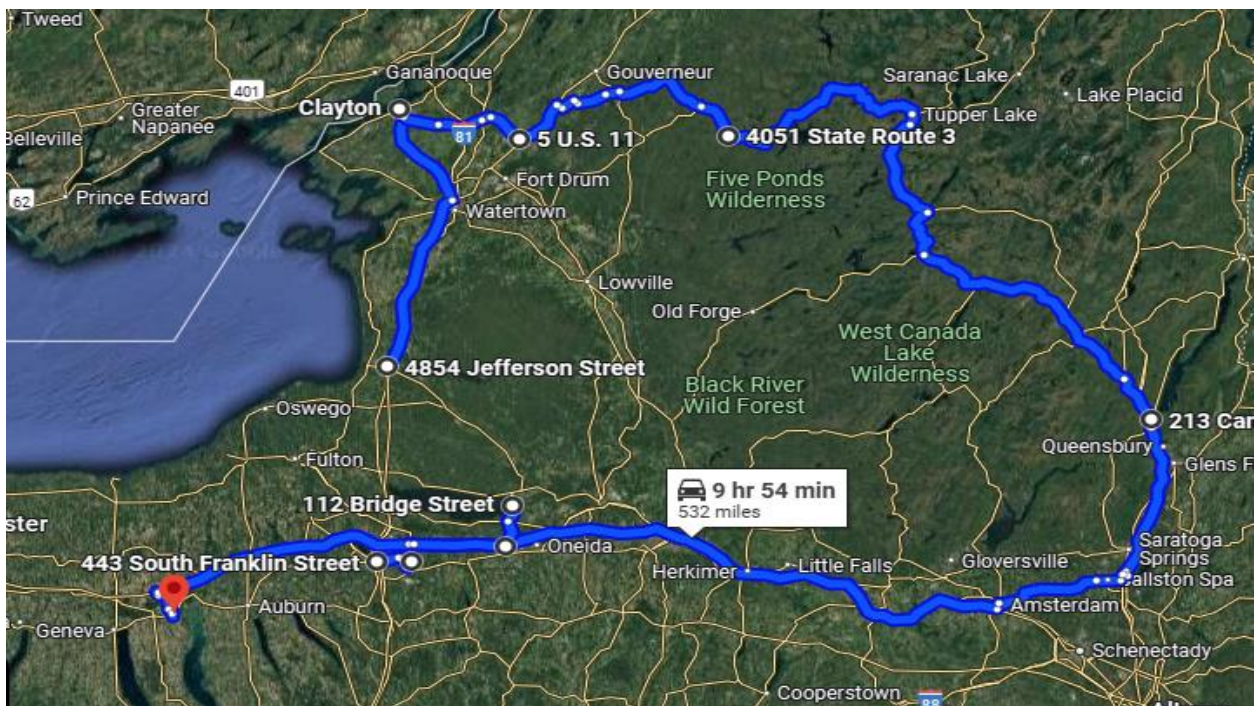 Tweed
Gananoque
Gouverneur
Saranac Lake
Lake Placid
401
Greater
Napanee
Clayton
Tupper Lake
Belleville
81
5 U.S. 11
4051 State Route 3
Fort Drum
Five Ponds
Wilderness
62
Prince Edward
Watertown
Lowville
Old Forge
West Canada
Lake
Wilderness
4854 Jefferson Street
Black River
Wild Forest
Oswego
213 Car
Queensbury
Glens F
Fulton
9 hr 54 min
532 miles
112 Bridge Street
ster
Oneida
Saratoga
Springs
443 South Franklin Street
Herkimer
Little Falls
Gloversville
Ballston Spa
Auburn
Amsterdam
Geneva
Schenectady
Cooperstown
88